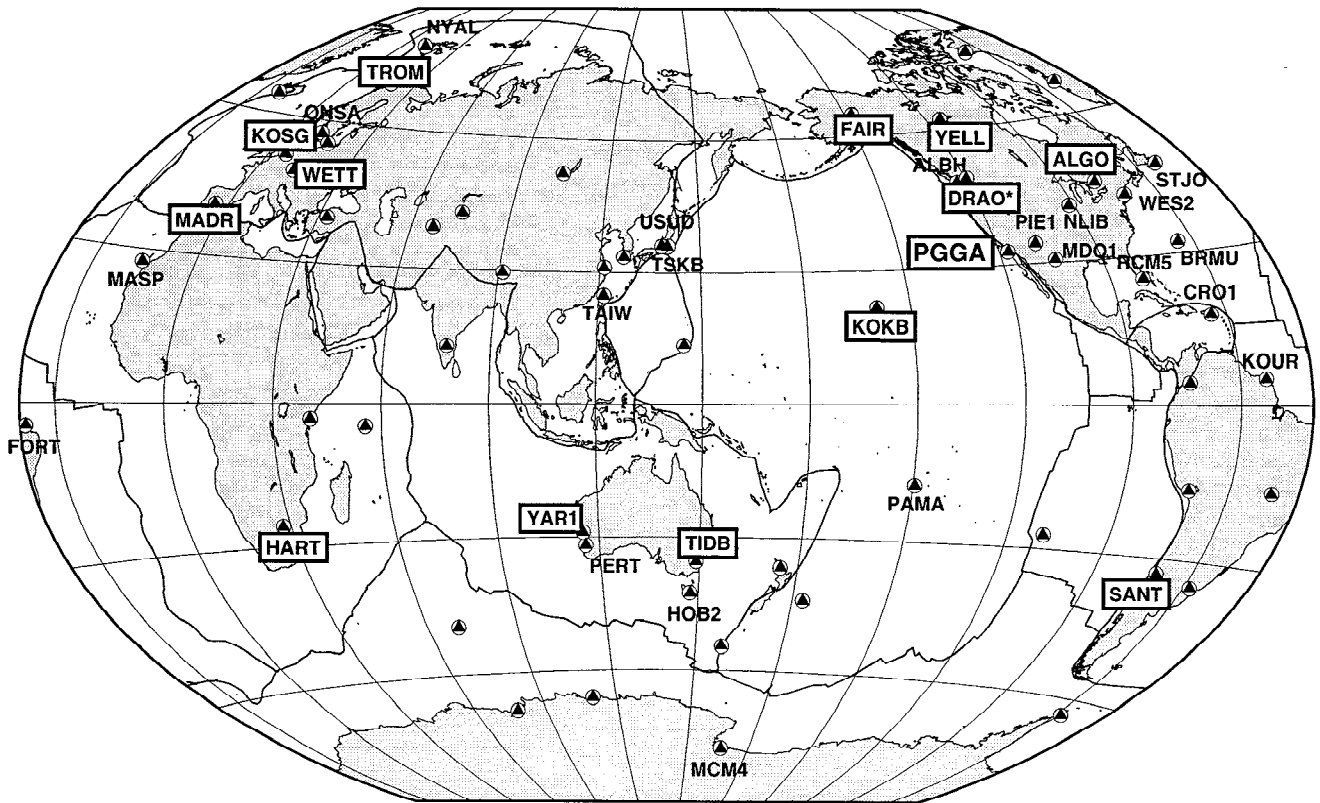 NYAL
TROM
ONSA
KOSG
FAIR
YELL
ALGO
ALBH
WETT
STJO
DRAO*
WES2
MADR
USUD
PIE1 NLIB
PGGA
MDO1
BRMU
TSKB
RCM5
MASP
CRO1
TAIW
KOKB
KOUR
FORT
PAMA
YAR1
HART
TIDB
PERT
SANT
HOB2
MCM4